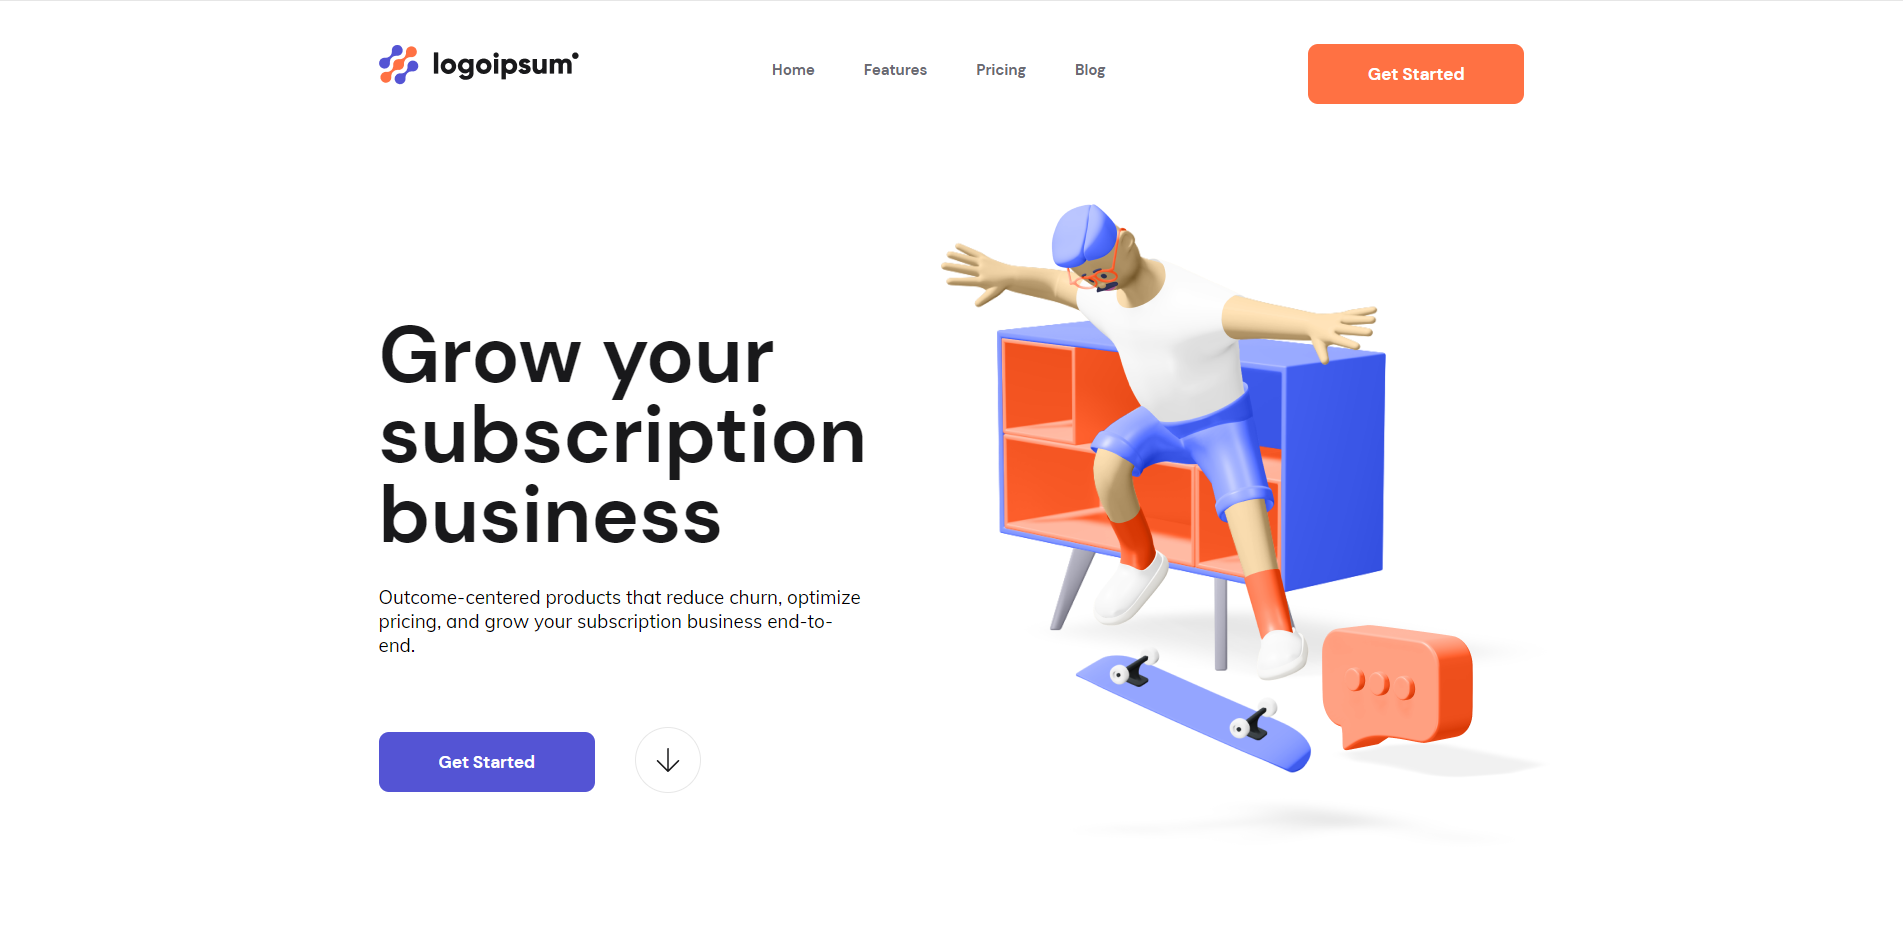 logoipsum
Home
Features
Pricing
Blog
Get Started
Grow your
subscription
business
Outcome-centered products that reduce churn, optimize
pricing, and grow your subscription business end-to-
end.
Get Started